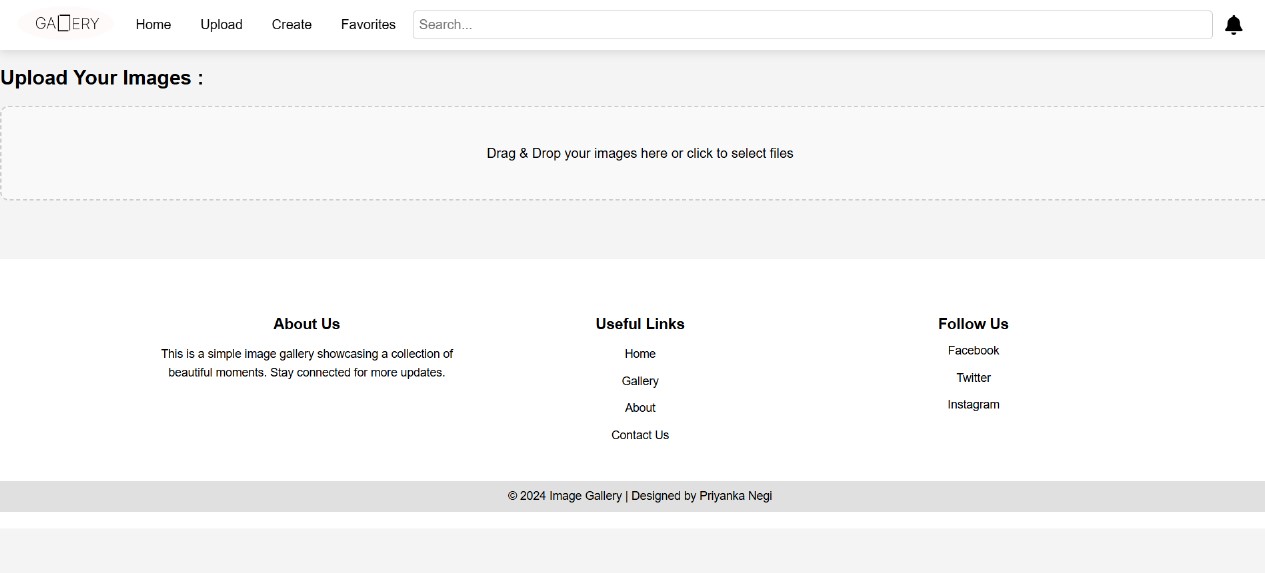 GALLERY
Home Upload Create Favorites Search...
Upload Your Images :
Drag & Drop your images here or click to select files
About Us
This is a simple image gallery showcasing a collection of
beautiful moments. Stay connected for more updates.
Useful Links
Home
Gallery
About
Contact Us
Follow Us
Facebook
Twitter
Instagram
© 2024 Image Gallery | Designed by Priyanka Negi